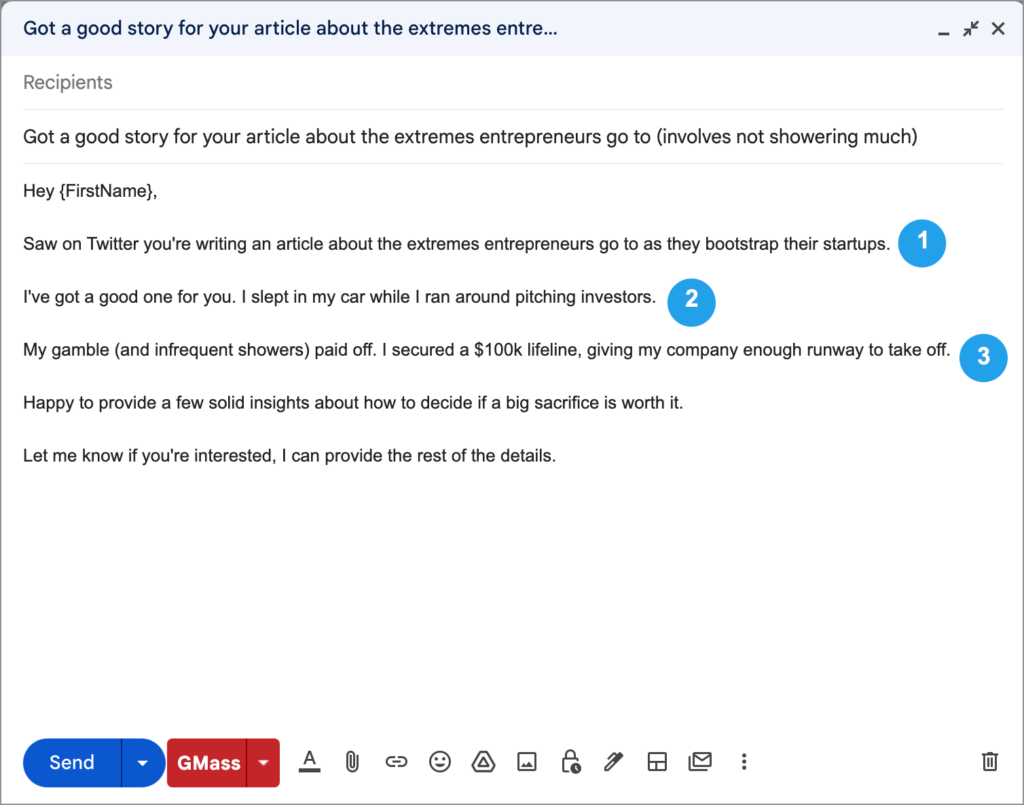 Got a good story for your article about the extremes entre...
Recipients
Got a good story for your article about the extremes entrepreneurs go to (involves not showering much)
Hey {FirstName},
Saw on Twitter you're writing an article about the extremes entrepreneurs go to as they bootstrap their startups.
1
I've got a good one for you. I slept in my car while I ran around pitching investors.
2
My gamble (and infrequent showers) paid off. I secured a $100k lifeline, giving my company enough runway to take off.
3
Happy to provide a few solid insights about how to decide if a big sacrifice is worth it.
Let me know if you're interested, I can provide the rest of the details.
Send
GMass
A